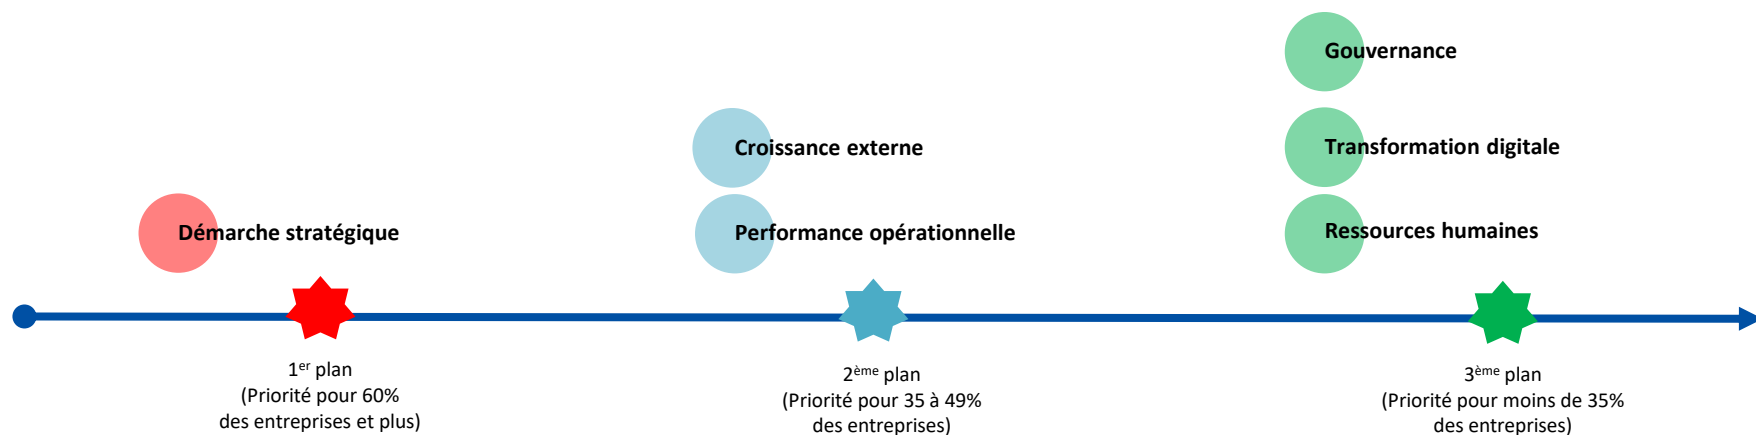 Gouvernance
Croissance externe
Transformation digitale
Démarche stratégique
Performance opérationnelle
Ressources humaines
1er plan
(Priorité pour 60%
des entreprises et plus)
2ème plan
(Priorité pour 35 à 49%
des entreprises)
3ème plan
(Priorité pour moins de 35%
des entreprises)